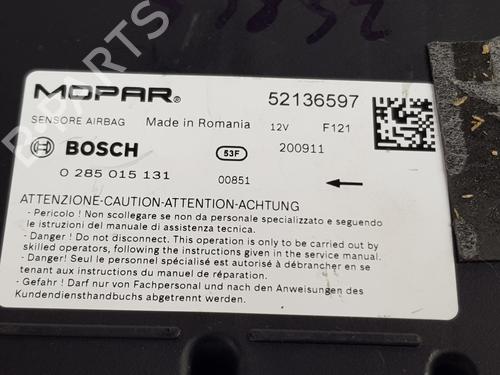 MOPAR®
52136597
SENSORE AIRBAG Made in Romania 12V F121
BOSCH 53F 200911
0 285 015 131 00851
ATTENZIONE-CAUTION-ATTENTION-ACHTUNG
- Pericolo ! Non scollegare se non da personale specializzato e seguendo
le istruzioni del manuale di assistenza tecnica.
- Danger ! Do not disconnect. This operation is only to be carried out by
skilled operators, following the instructions given in the service manual.
- Danger! Seul le personnel spécialisé est autorisé à débrancher en se
tenant aux instructions du manuel de réparation.
- Gefahr ! Darf nur von Fachpersonal und nach den Anweisungen des
Kundendiensthandbuchs abgetrennt werden.